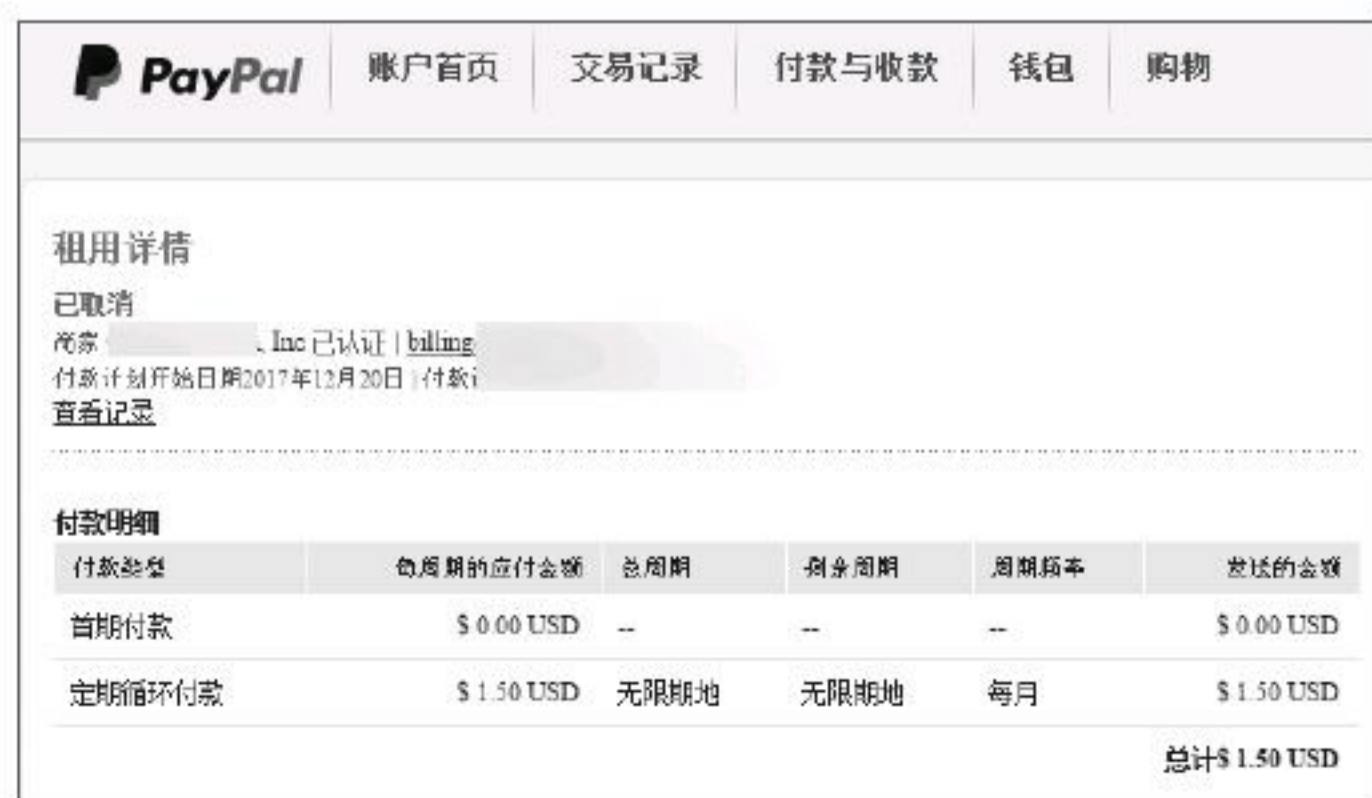 PayPal 账户首页 交易记录 付款与收款 钱包 购物
租用详情
已取消
商家 , Inc 已认证 | billing
付款计划开始日期2017年12月20日 | 付款
查看记录
付款明细
付款类型 每周期的应付金额 总周期 剩余周期 周期频率 发送的金额
首期付款 $ 0.00 USD -- -- -- $ 0.00 USD
定期循环付款 $ 1.50 USD 无限期地 无限期地 每月 $ 1.50 USD
总计$ 1.50 USD